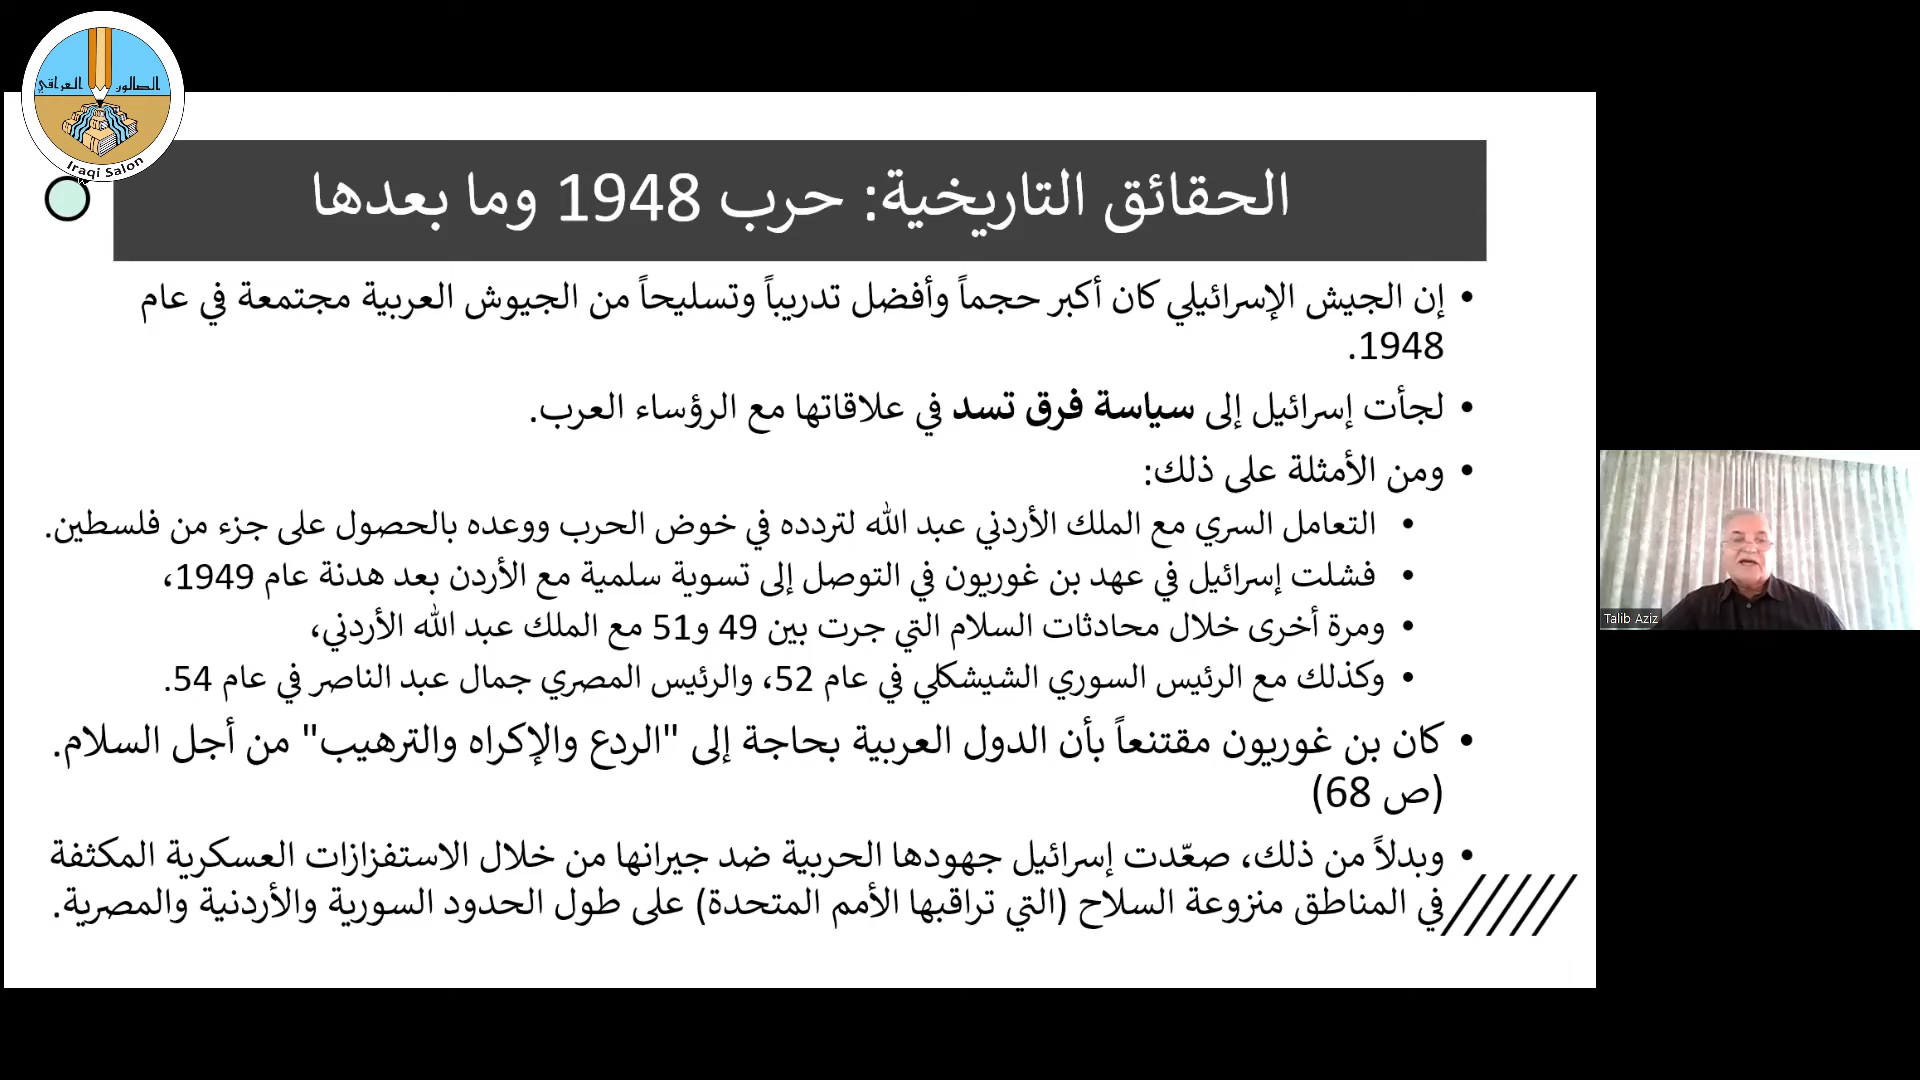 الصالون العراقي
Iraqi Salon
الحقائق التاريخية: حرب 1948 وما بعدها
• إن الجيش الإسرائيلي كان أكبر حجماً وأفضل تدريباً وتسليحاً من الجيوش العربية مجتمعة في عام
1948.
• لجأت إسرائيل إلى سياسة فرق تسد في علاقاتها مع الرؤساء العرب.
• ومن الأمثلة على ذلك:
• التعامل السري مع الملك الأردني عبد الله لتردده في خوض الحرب ووعده بالحصول على جزء من فلسطين.
• فشلت إسرائيل في عهد بن غوريون في التوصل إلى تسوية سلمية مع الأردن بعد هدنة عام 1949،
• ومرة أخرى خلال محادثات السلام التي جرت بين 49 و51 مع الملك عبد الله الأردني،
• وكذلك مع الرئيس السوري الشيشكلي في عام 52، والرئيس المصري جمال عبد الناصر في عام 54.
• كان بن غوريون مقتنعاً بأن الدول العربية بحاجة إلى "الردع والإكراه والترهيب" من أجل السلام.
(ص 68)
• وبدلاً من ذلك، صعّدت إسرائيل جهودها الحربية ضد جيرانها من خلال الاستفزازات العسكرية المكثفة
في المناطق منزوعة السلاح (التي تراقبها الأمم المتحدة) على طول الحدود السورية والأردنية والمصرية.
Talib Aziz